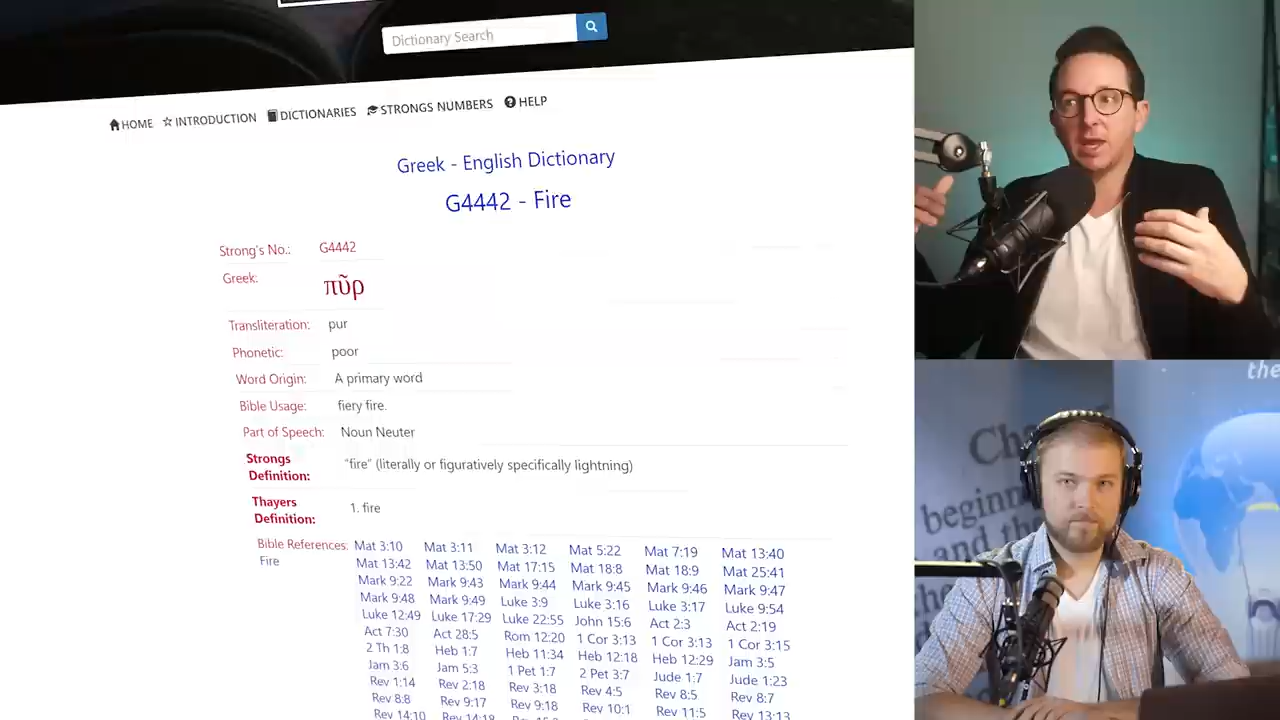 Dictionary Search
HOME INTRODUCTION DICTIONARIES STRONGS NUMBERS HELP
Greek - English Dictionary
G4442 - Fire
Strong's No.: G4442
Greek: πῦρ
Transliteration: pur
Phonetic: poor
Word Origin: A primary word
Bible Usage: fiery fire.
Part of Speech: Noun Neuter
Strongs Definition: "fire" (literally or figuratively specifically lightning)
Thayers Definition: 1. fire
Bible References: Mat 3:10 Mat 3:11 Mat 3:12 Mat 5:22 Mat 7:19 Mat 13:40
Fire Mat 13:42 Mat 13:50 Mat 17:15 Mat 18:8 Mat 18:9 Mat 25:41
Mark 9:22 Mark 9:43 Mark 9:44 Mark 9:45 Mark 9:46 Mark 9:47
Mark 9:48 Mark 9:49 Luke 3:9 Luke 3:16 Luke 3:17 Luke 9:54
Luke 12:49 Luke 17:29 Luke 22:55 John 15:6 Act 2:3 Act 2:19
Act 7:30 Act 28:5 Rom 12:20 1 Cor 3:13 1 Cor 3:13 1 Cor 3:15
2 Th 1:8 Heb 1:7 Heb 11:34 Heb 12:18 Heb 12:29 Jam 3:5
Jam 3:6 Jam 5:3 1 Pet 1:7 2 Pet 3:7 Jude 1:7 Jude 1:23
Rev 1:14 Rev 2:18 Rev 3:18 Rev 4:5 Rev 8:5 Rev 8:7
Rev 8:8 Rev 9:17 Rev 9:18 Rev 10:1 Rev 11:5 Rev 13:13
Rev 14:10 Rev 14:18
the
Cha
beginn
and the